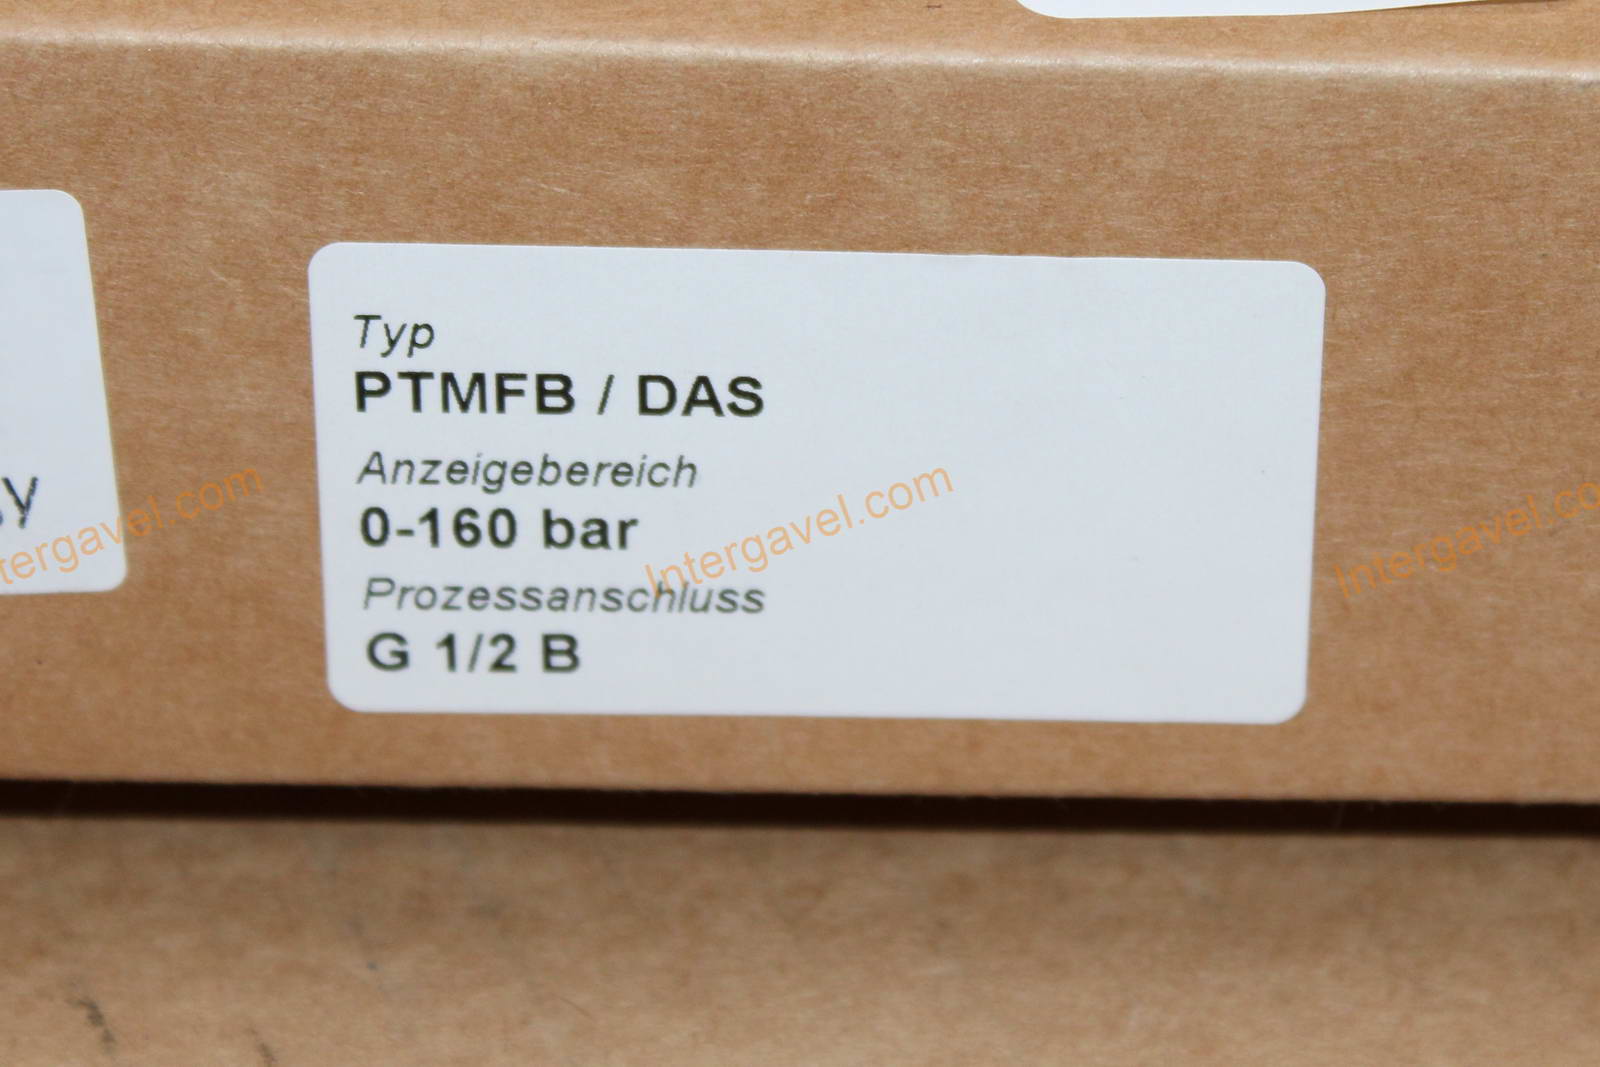 Typ
PTMFB / DAS
Anzeigebereich
0-160 bar
Prozessanschluss
G 1/2 B
Intergavel.com
Intergavel.com